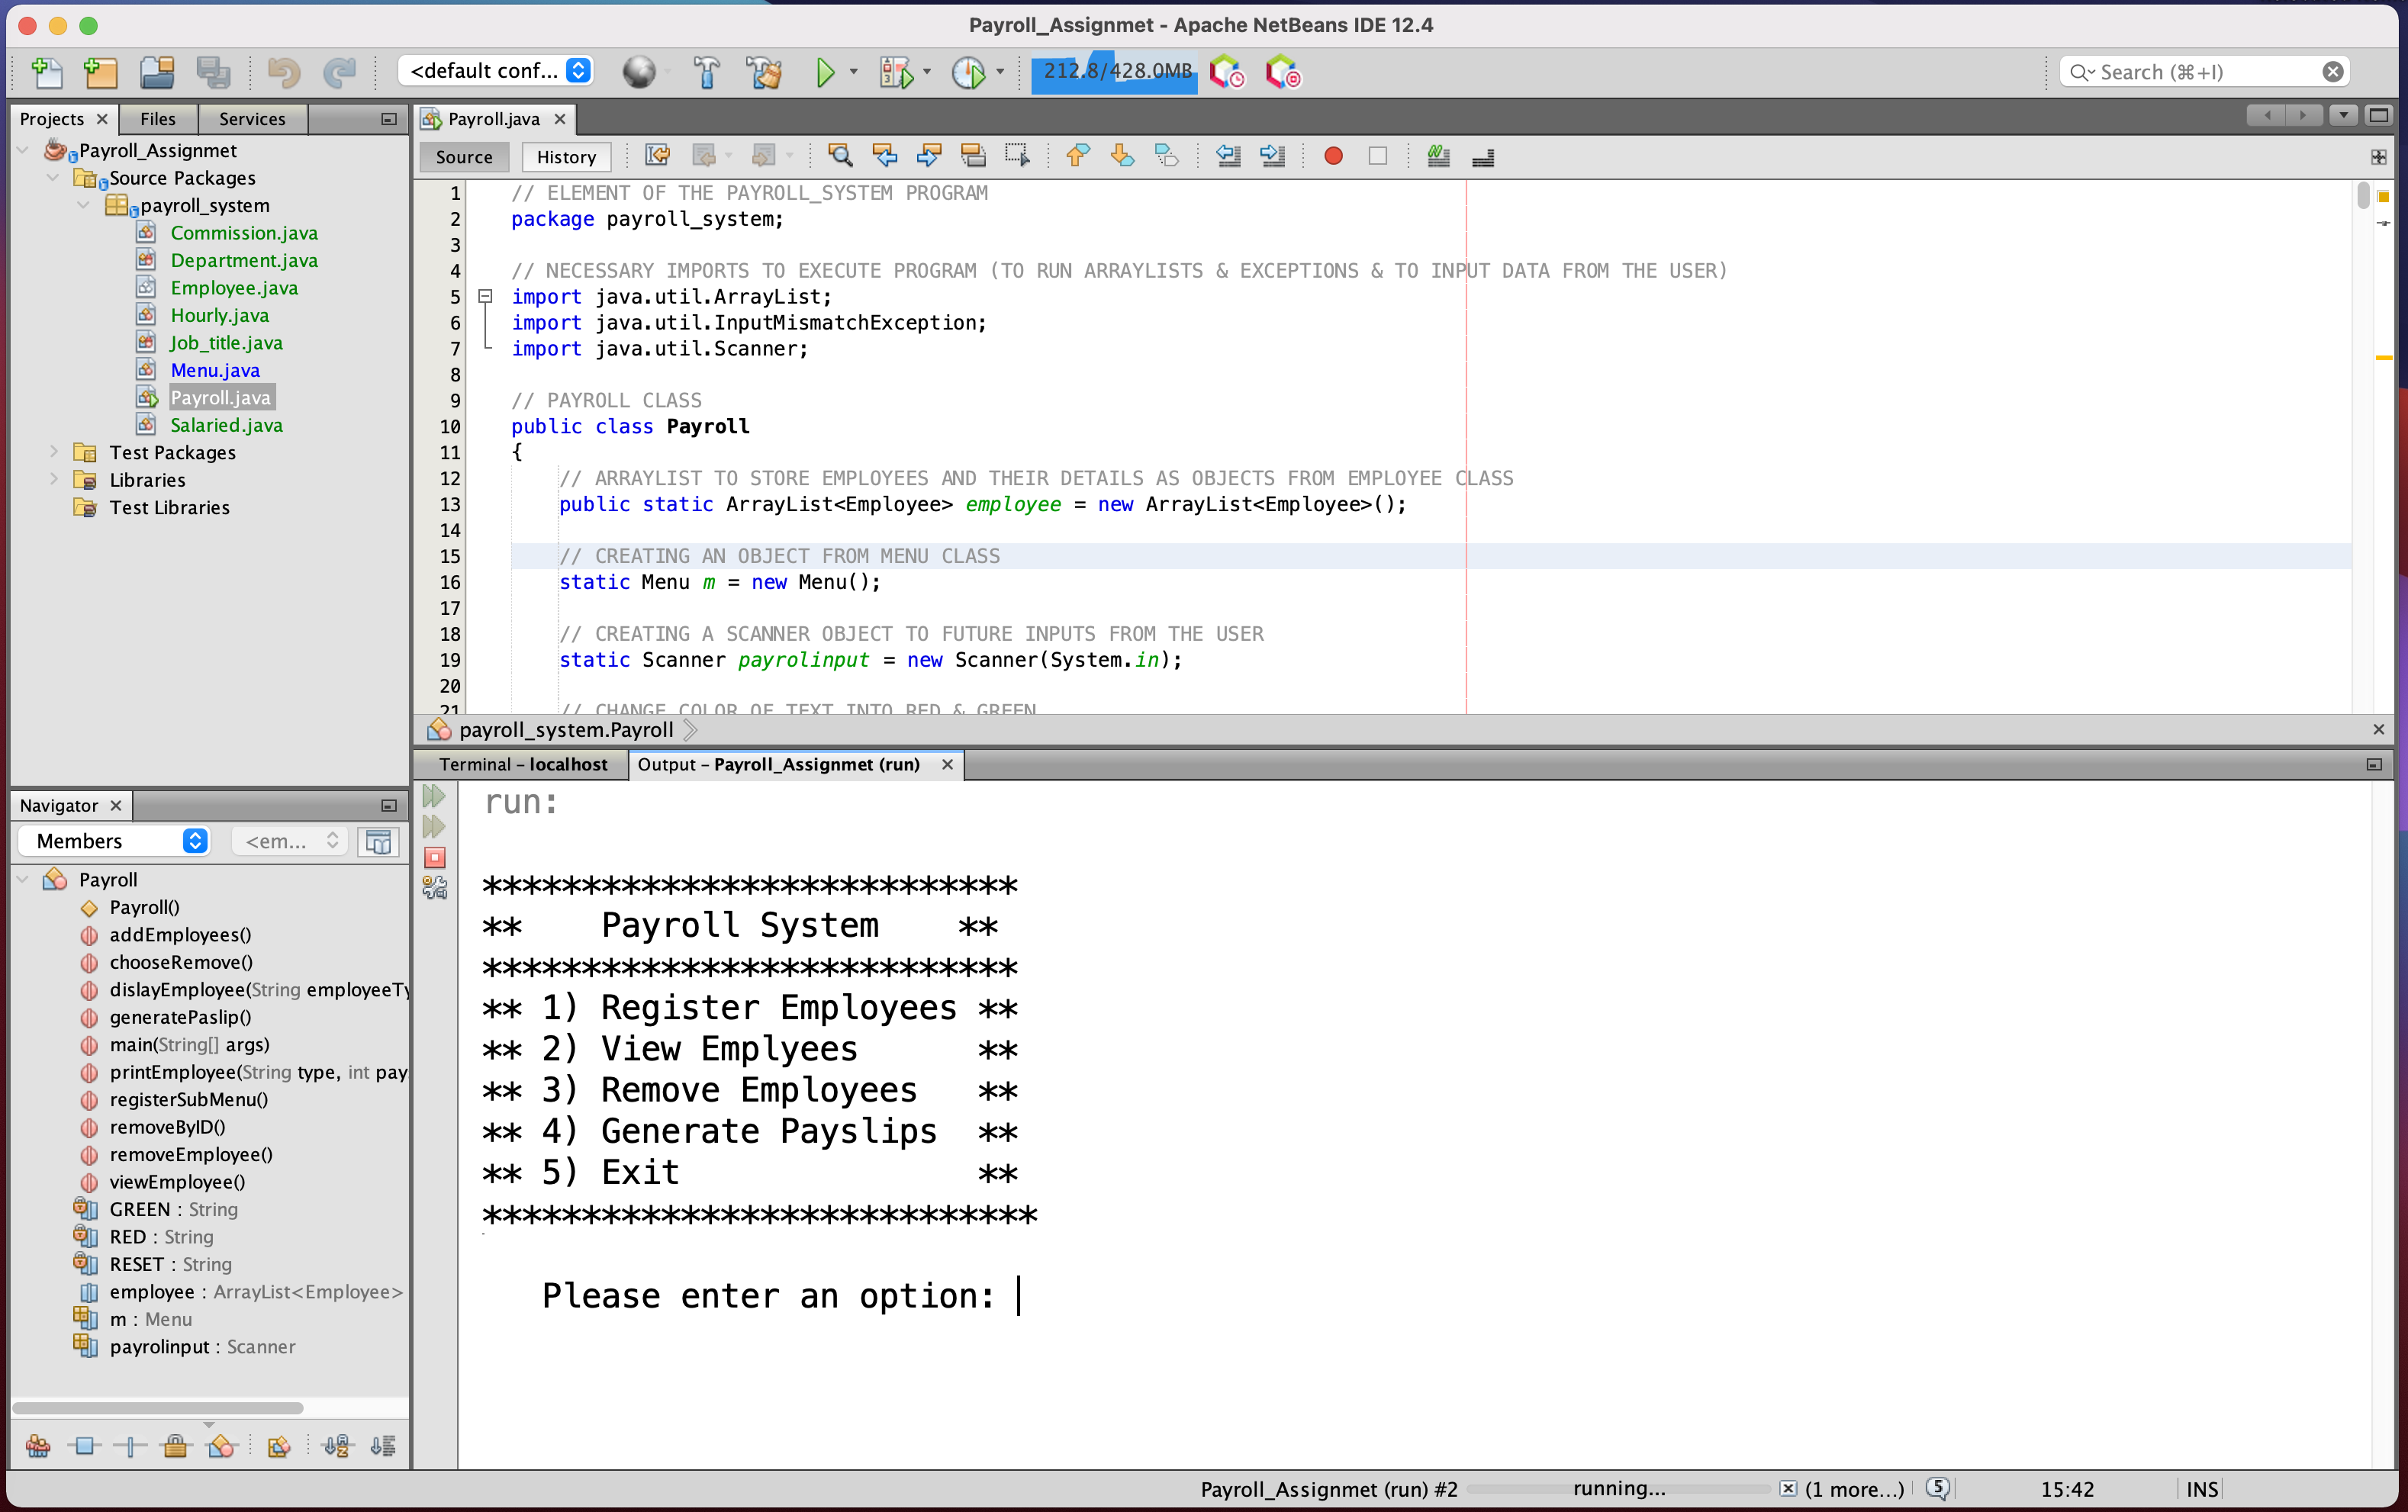 Payroll_Assignmet - Apache NetBeans IDE 12.4
<default conf...
212.8/428.0MB
Search (⌘+I)
Projects
Files
Services
Payroll_Assignmet
Source Packages
payroll_system
Commission.java
Department.java
Employee.java
Hourly.java
Job_title.java
Menu.java
Payroll.java
Salaried.java
Test Packages
Libraries
Test Libraries
Payroll.java
Source
History
1 // ELEMENT OF THE PAYROLL_SYSTEM PROGRAM
2 package payroll_system;
3
4 // NECESSARY IMPORTS TO EXECUTE PROGRAM (TO RUN ARRAYLISTS & EXCEPTIONS & TO INPUT DATA FROM THE USER)
5 import java.util.ArrayList;
6 import java.util.InputMismatchException;
7 import java.util.Scanner;
8
9 // PAYROLL CLASS
10 public class Payroll
11 {
12 // ARRAYLIST TO STORE EMPLOYEES AND THEIR DETAILS AS OBJECTS FROM EMPLOYEE CLASS
13 public static ArrayList<Employee> employee = new ArrayList<Employee>();
14
15 // CREATING AN OBJECT FROM MENU CLASS
16 static Menu m = new Menu();
17
18 // CREATING A SCANNER OBJECT TO FUTURE INPUTS FROM THE USER
19 static Scanner payrolinput = new Scanner(System.in);
20
21 // CHANGE COLOR OF TEXT INTO RED & GREEN
payroll_system.Payroll
Navigator
Members
<em...
Payroll
Payroll()
addEmployees()
chooseRemove()
dislayEmployee(String employeeTy
generatePaslip()
main(String[] args)
printEmployee(String type, int pay
registerSubMenu()
removeByID()
removeEmployee()
viewEmployee()
GREEN : String
RED : String
RESET : String
employee : ArrayList<Employee>
m : Menu
payrolinput : Scanner
Terminal – localhost
Output – Payroll_Assignmet (run)
run:
***************************
** Payroll System **
***************************
** 1) Register Employees **
** 2) View Emplyees **
** 3) Remove Employees **
** 4) Generate Payslips **
** 5) Exit **
****************************
Please enter an option:
Payroll_Assignmet (run) #2
running...
(1 more...)
5
15:42
INS